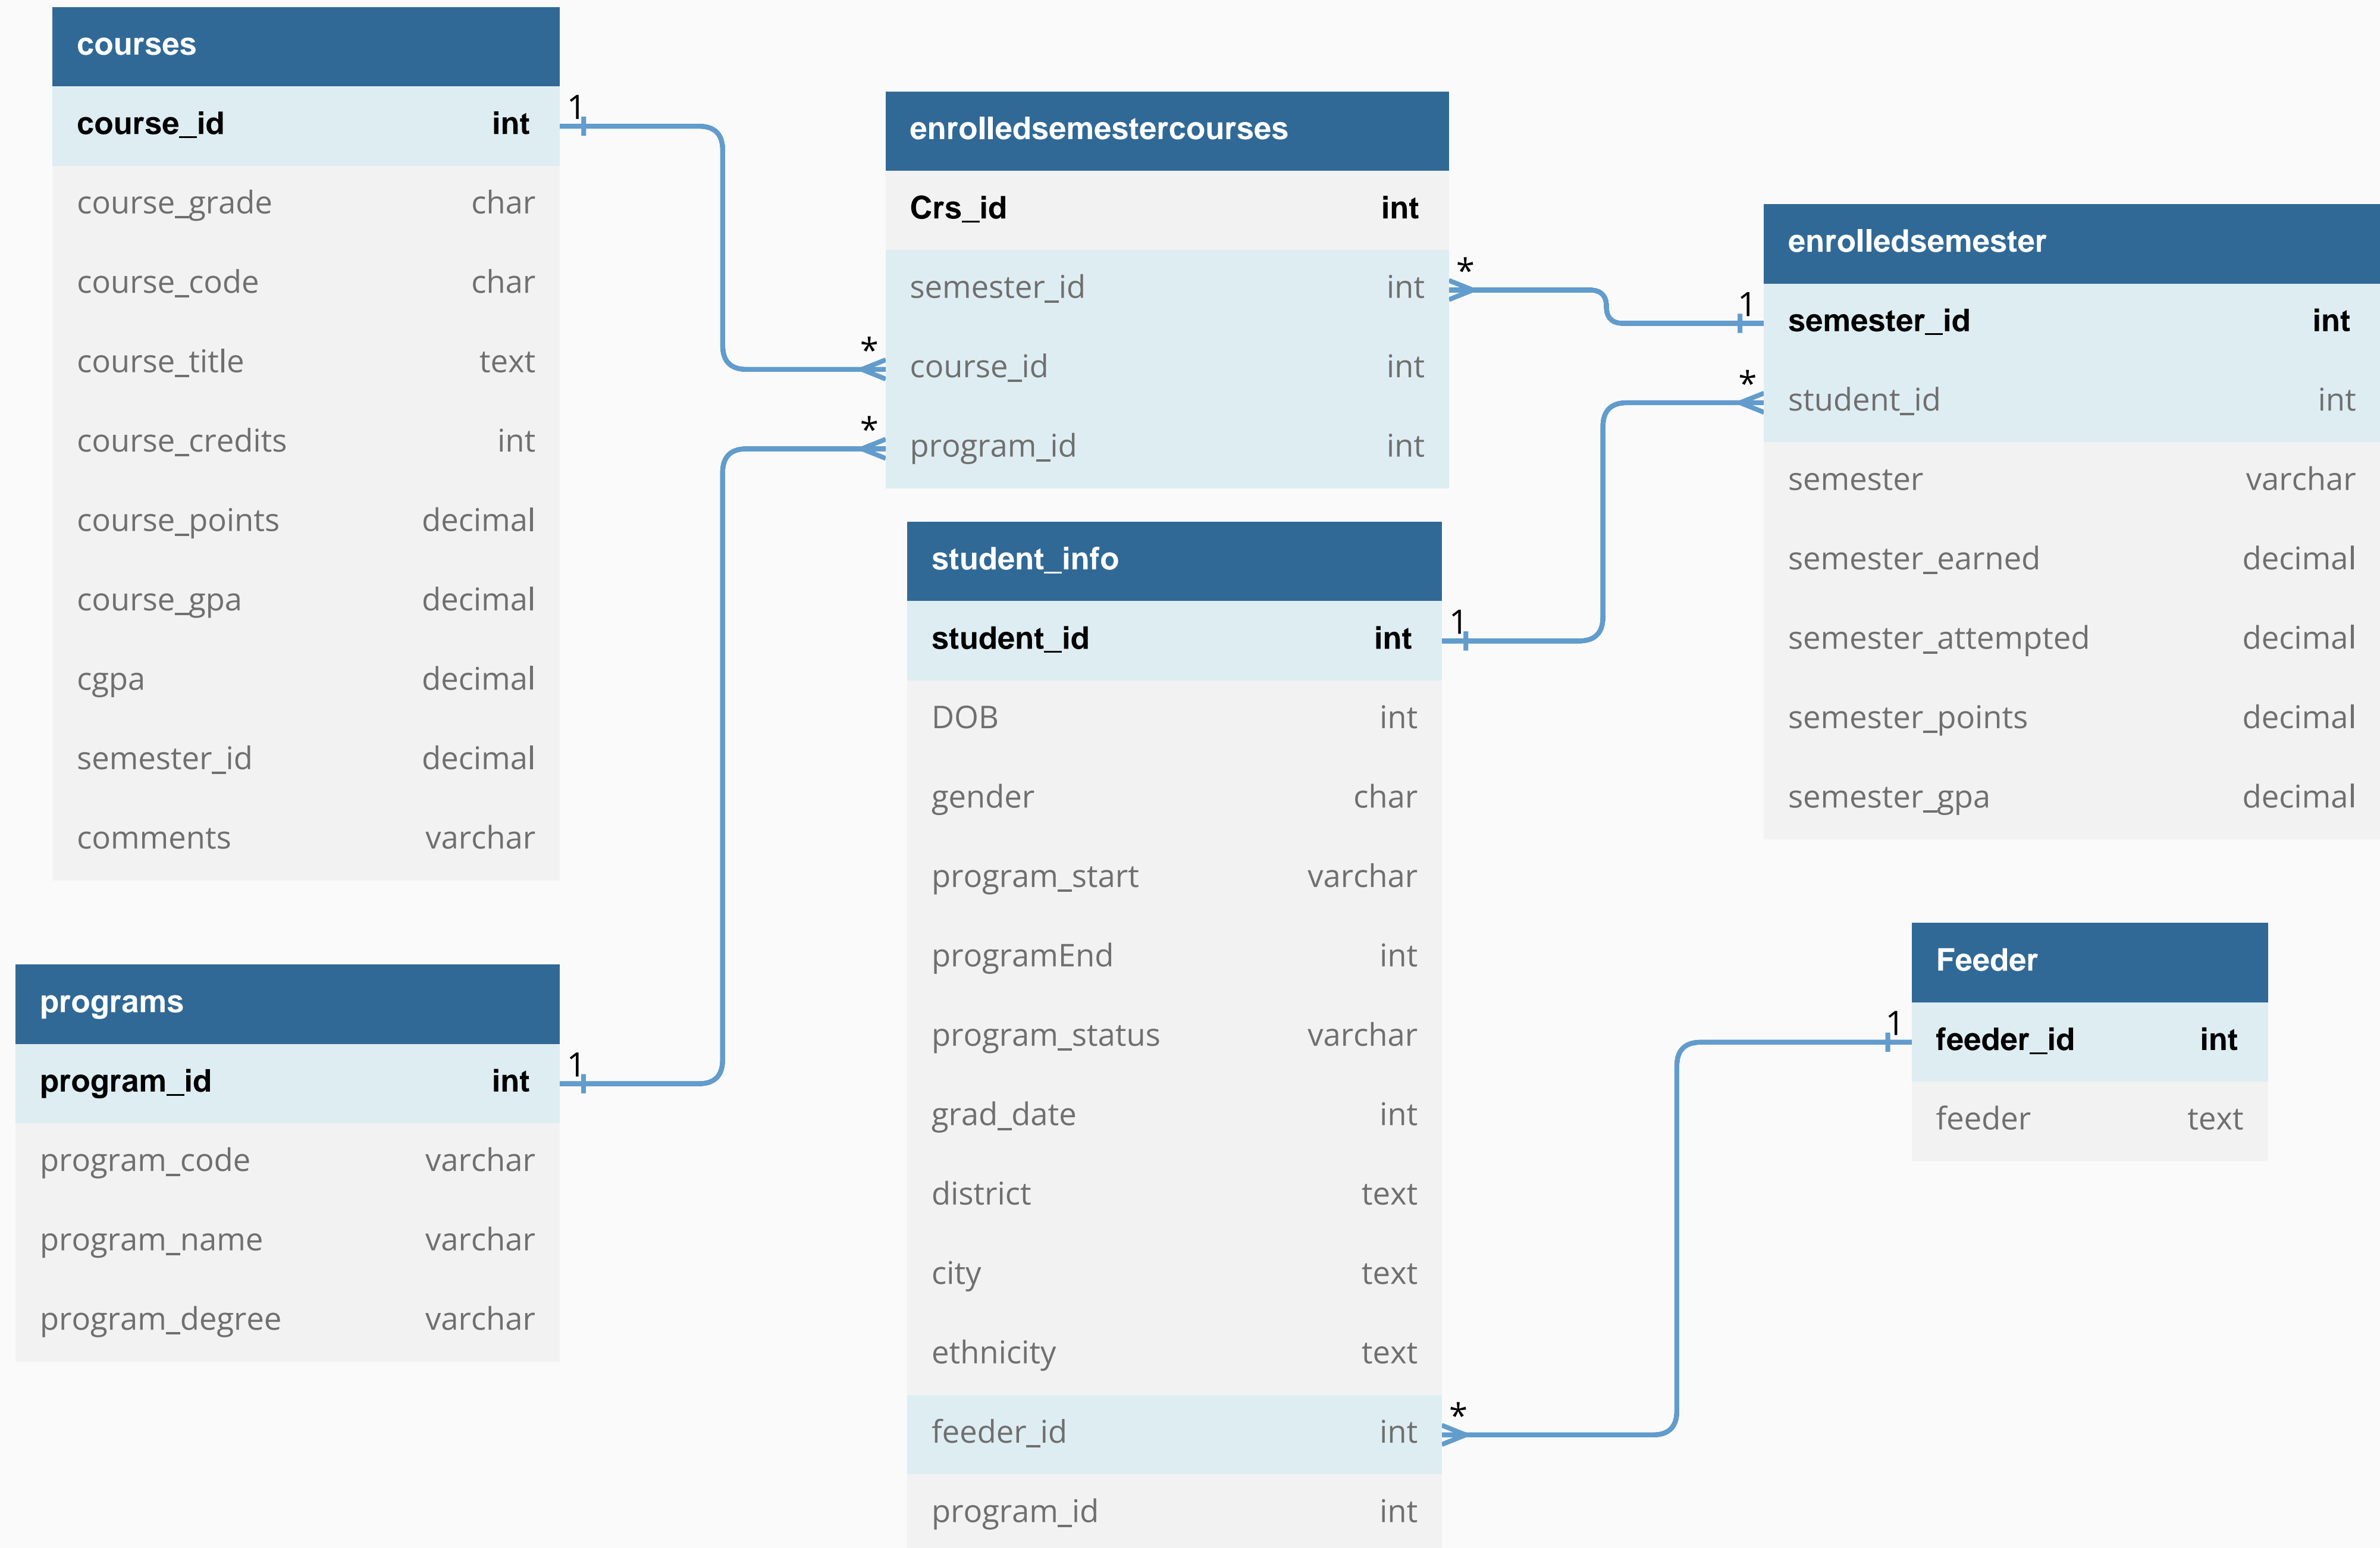 courses
course_id int
course_grade char
course_code char
course_title text
course_credits int
course_points decimal
course_gpa decimal
cgpa decimal
semester_id decimal
comments varchar
1
*
*
enrolledsemestercourses
Crs_id int
semester_id int
course_id int
program_id int
*
1
*
enrolledsemester
semester_id int
student_id int
semester varchar
semester_earned decimal
semester_attempted decimal
semester_points decimal
semester_gpa decimal
student_info
student_id int
DOB int
gender char
program_start varchar
programEnd int
program_status varchar
grad_date int
district text
city text
ethnicity text
feeder_id int
program_id int
1
*
programs
program_id int
program_code varchar
program_name varchar
program_degree varchar
1
1
Feeder
feeder_id int
feeder text